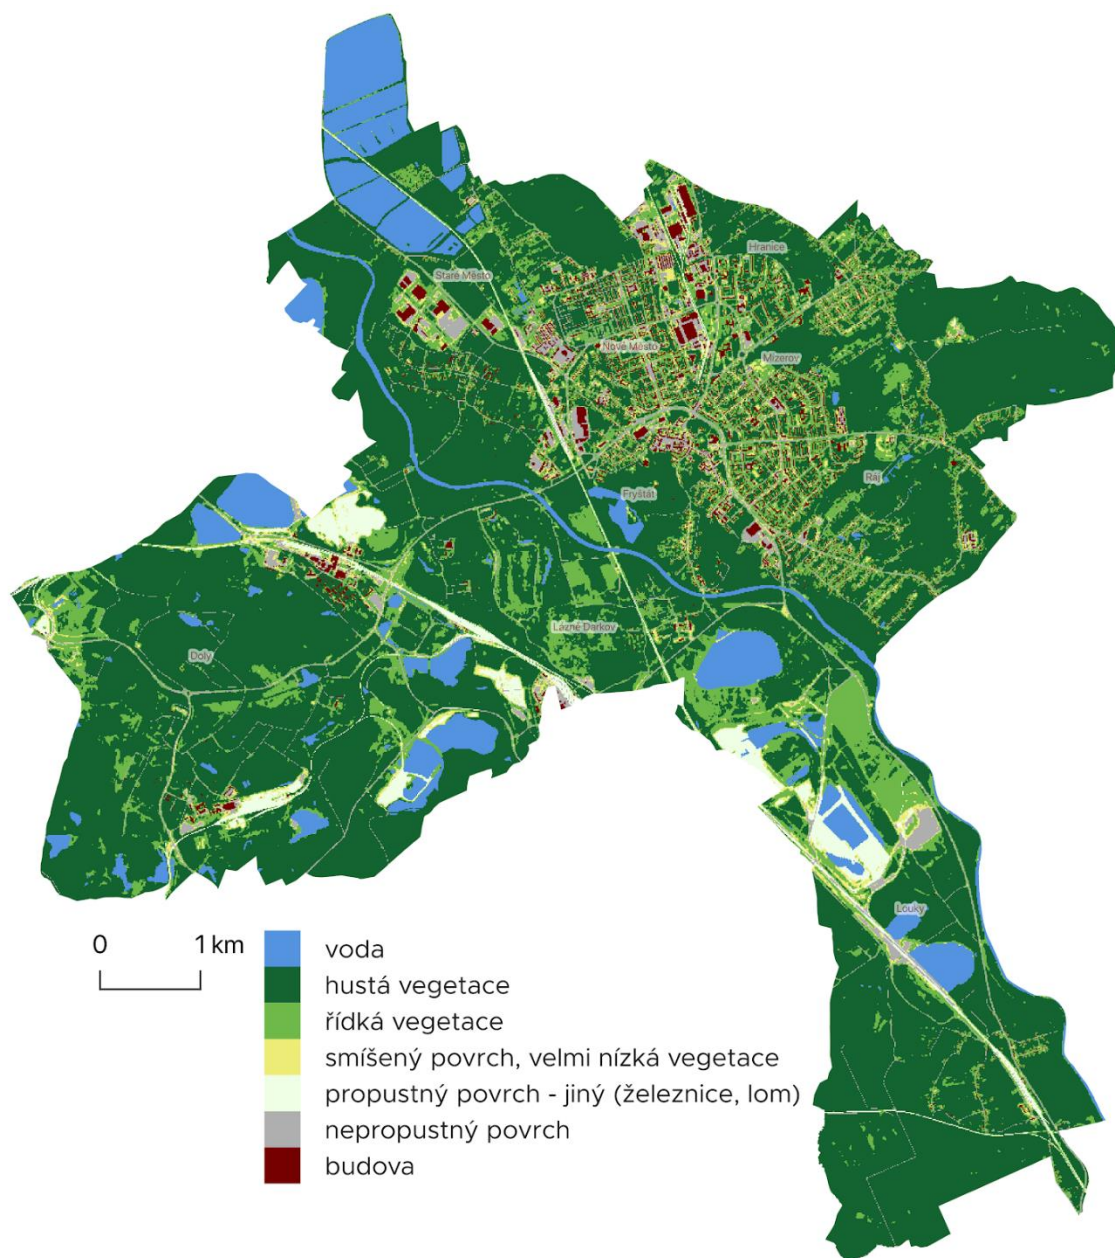 Hranice
Staré Město
Nové Město
Mizerov
Ráj
Fryštát
Lázně Darkov
Doly
Louky
0 1 km
voda
hustá vegetace
řídká vegetace
smíšený povrch, velmi nízká vegetace
propustný povrch - jiný (železnice, lom)
nepropustný povrch
budova